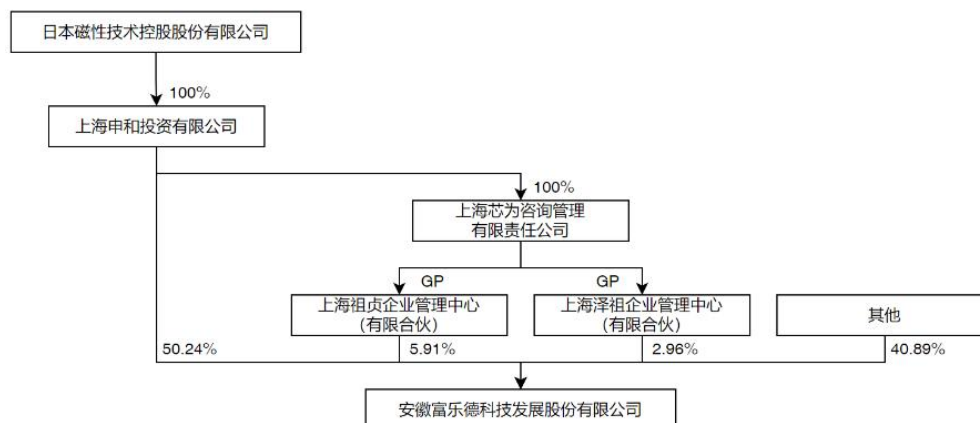 日本磁性技术控股股份有限公司
100%
上海申和投资有限公司
100%
上海芯为咨询管理
有限责任公司
GP
GP
上海祖贞企业管理中心
（有限合伙）
上海泽祖企业管理中心
（有限合伙）
其他
50.24%
5.91%
2.96%
40.89%
安徽富乐德科技发展股份有限公司